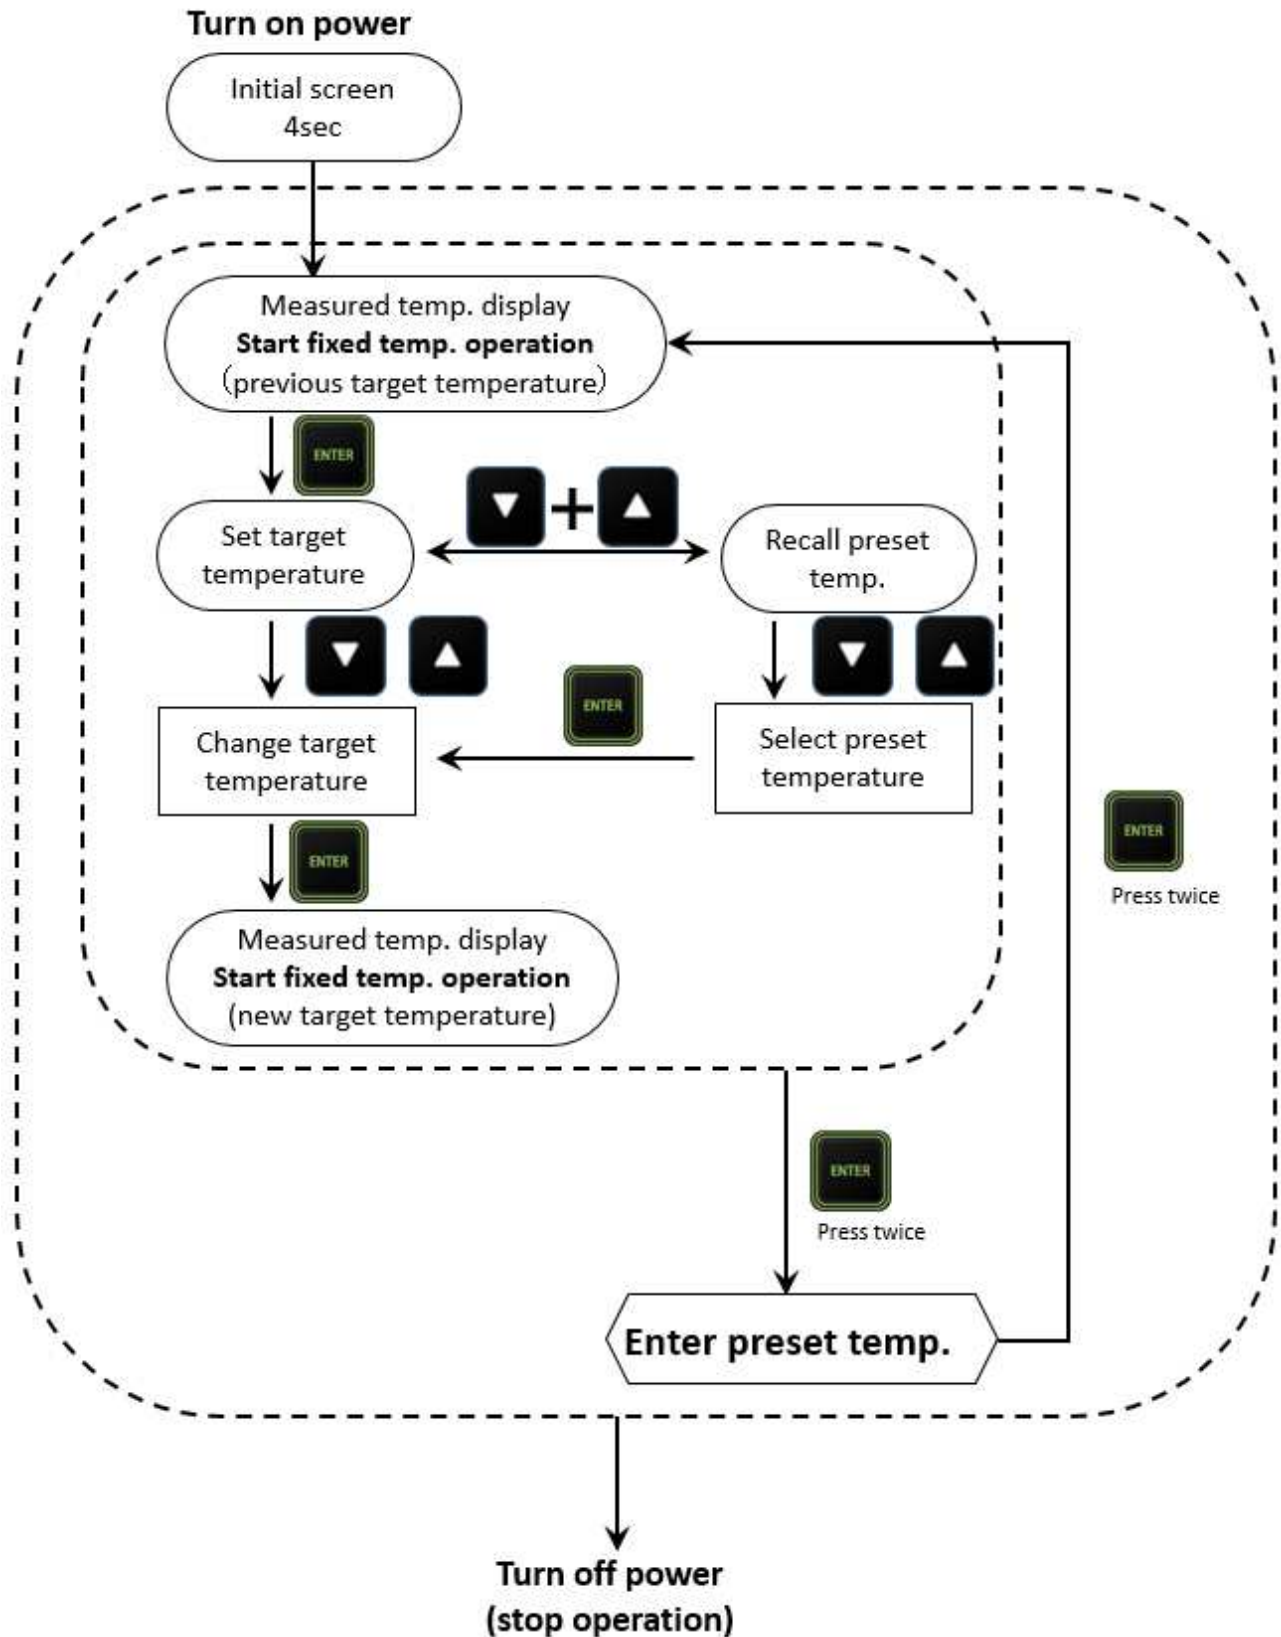 Turn on power
Initial screen
4sec
Measured temp. display
Start fixed temp. operation
(previous target temperature)
ENTER
Set target
temperature
Recall preset
temp.
ENTER
Change target
temperature
Select preset
temperature
ENTER
Press twice
ENTER
Measured temp. display
Start fixed temp. operation
(new target temperature)
ENTER
Press twice
Enter preset temp.
Turn off power
(stop operation)